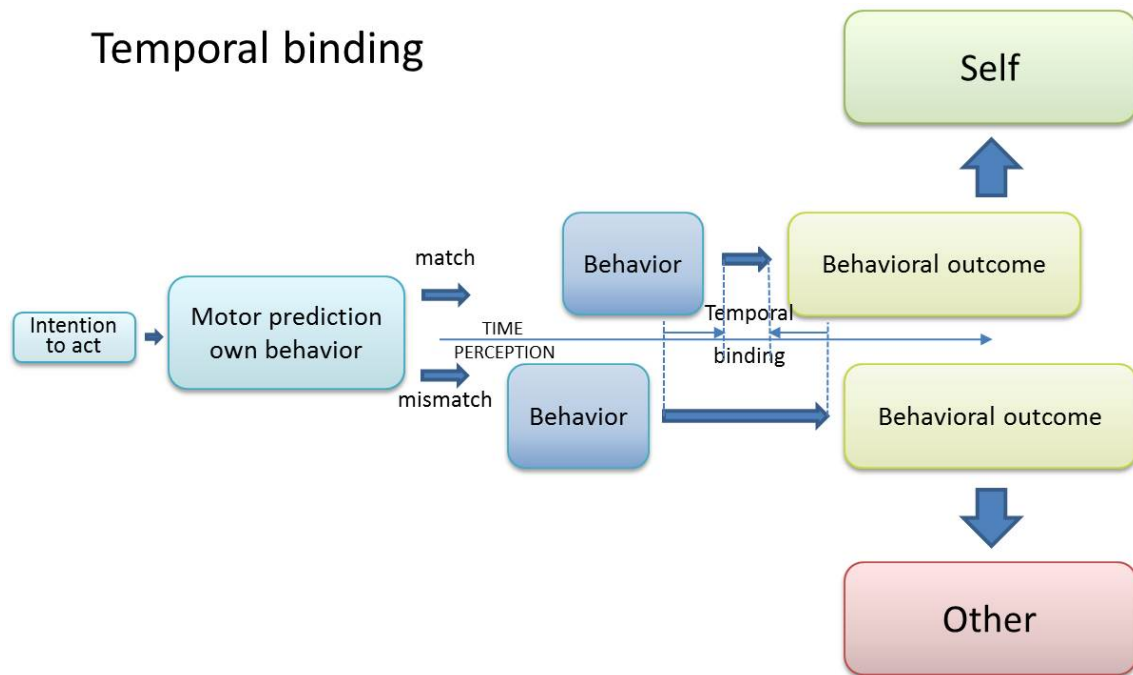 Temporal binding
Self
match
Behavior
Behavioral outcome
Intention
to act
Motor prediction
own behavior
Temporal
TIME
PERCEPTION
binding
mismatch
Behavior
Behavioral outcome
Other